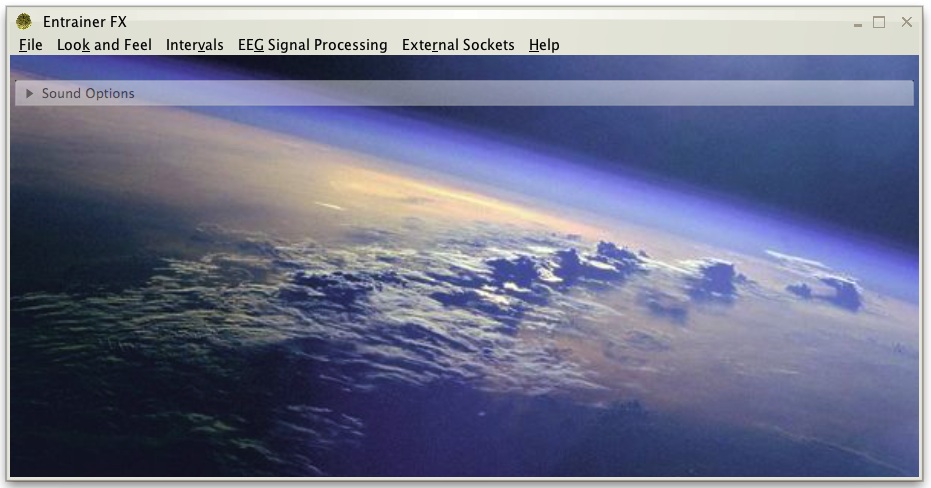 Entrainer FX
File Look and Feel Intervals EEG Signal Processing External Sockets Help
Sound Options